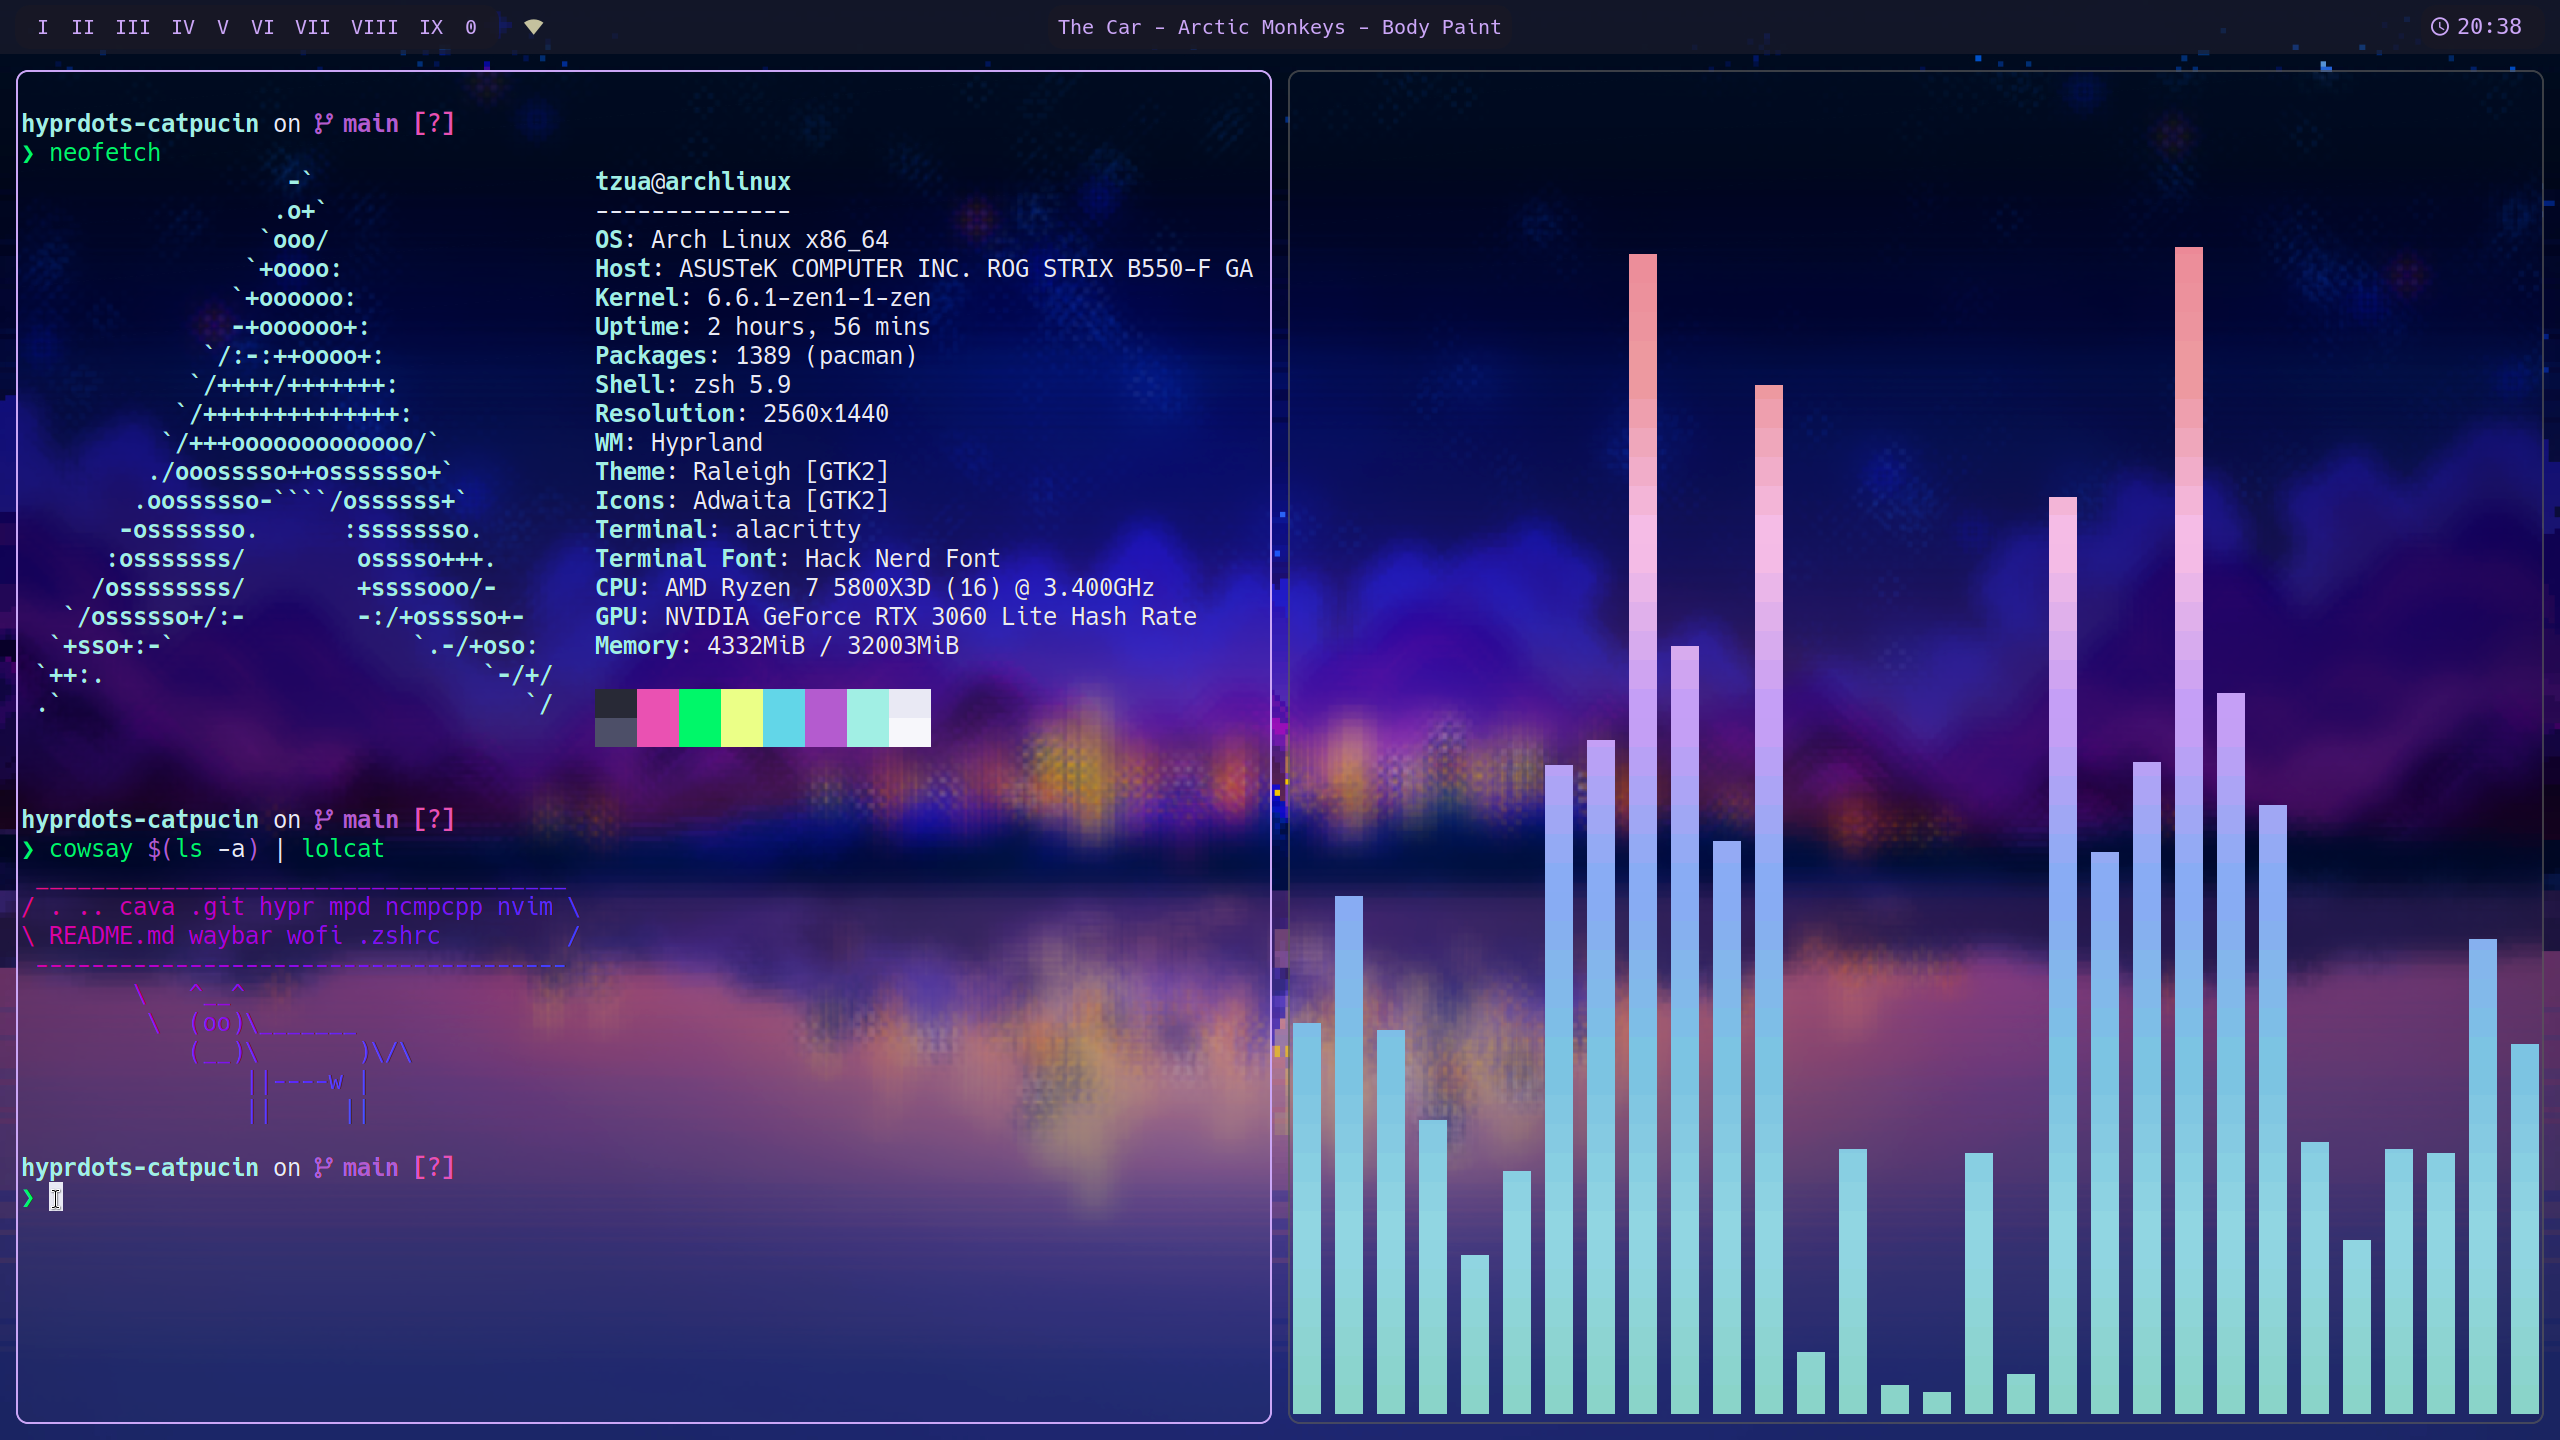 I II III IV V VI VII VIII IX 0
The Car - Arctic Monkeys - Body Paint
20:38
hyprdots-catpucin on main [?]
❯ neofetch
-`
.o+`
`ooo/
`+oooo:
`+oooooo:
-+oooooo+:
`/:-:++oooo+:
`/++++/+++++++:
`/++++++++++++++:
`/+++ooooooooooooo/`
./ooosssso++osssssso+`
.oossssso-````/ossssss+`
-osssssso.      :ssssssso.
:osssssss/        osssso+++.
/ossssssss/        +ssssooo/-
`/ossssso+/:-        -:/+osssso+-
`+sso+:-`                 `.-/+oso:
`++:.                           `-/+/
.`                                 `/
tzua@archlinux
--------------
OS: Arch Linux x86_64
Host: ASUSTeK COMPUTER INC. ROG STRIX B550-F GA
Kernel: 6.6.1-zen1-1-zen
Uptime: 2 hours, 56 mins
Packages: 1389 (pacman)
Shell: zsh 5.9
Resolution: 2560x1440
WM: Hyprland
Theme: Raleigh [GTK2]
Icons: Adwaita [GTK2]
Terminal: alacritty
Terminal Font: Hack Nerd Font
CPU: AMD Ryzen 7 5800X3D (16) @ 3.400GHz
GPU: NVIDIA GeForce RTX 3060 Lite Hash Rate
Memory: 4332MiB / 32003MiB
hyprdots-catpucin on main [?]
❯ cowsay $(ls -a) | lolcat
______________________________________
/ . .. cava .git hypr mpd ncmpcpp nvim \
\ README.md waybar wofi .zshrc         /
--------------------------------------
        \   ^__^
         \  (oo)\_______
            (__)\       )\/\
                ||----w |
                ||     ||
hyprdots-catpucin on main [?]
❯